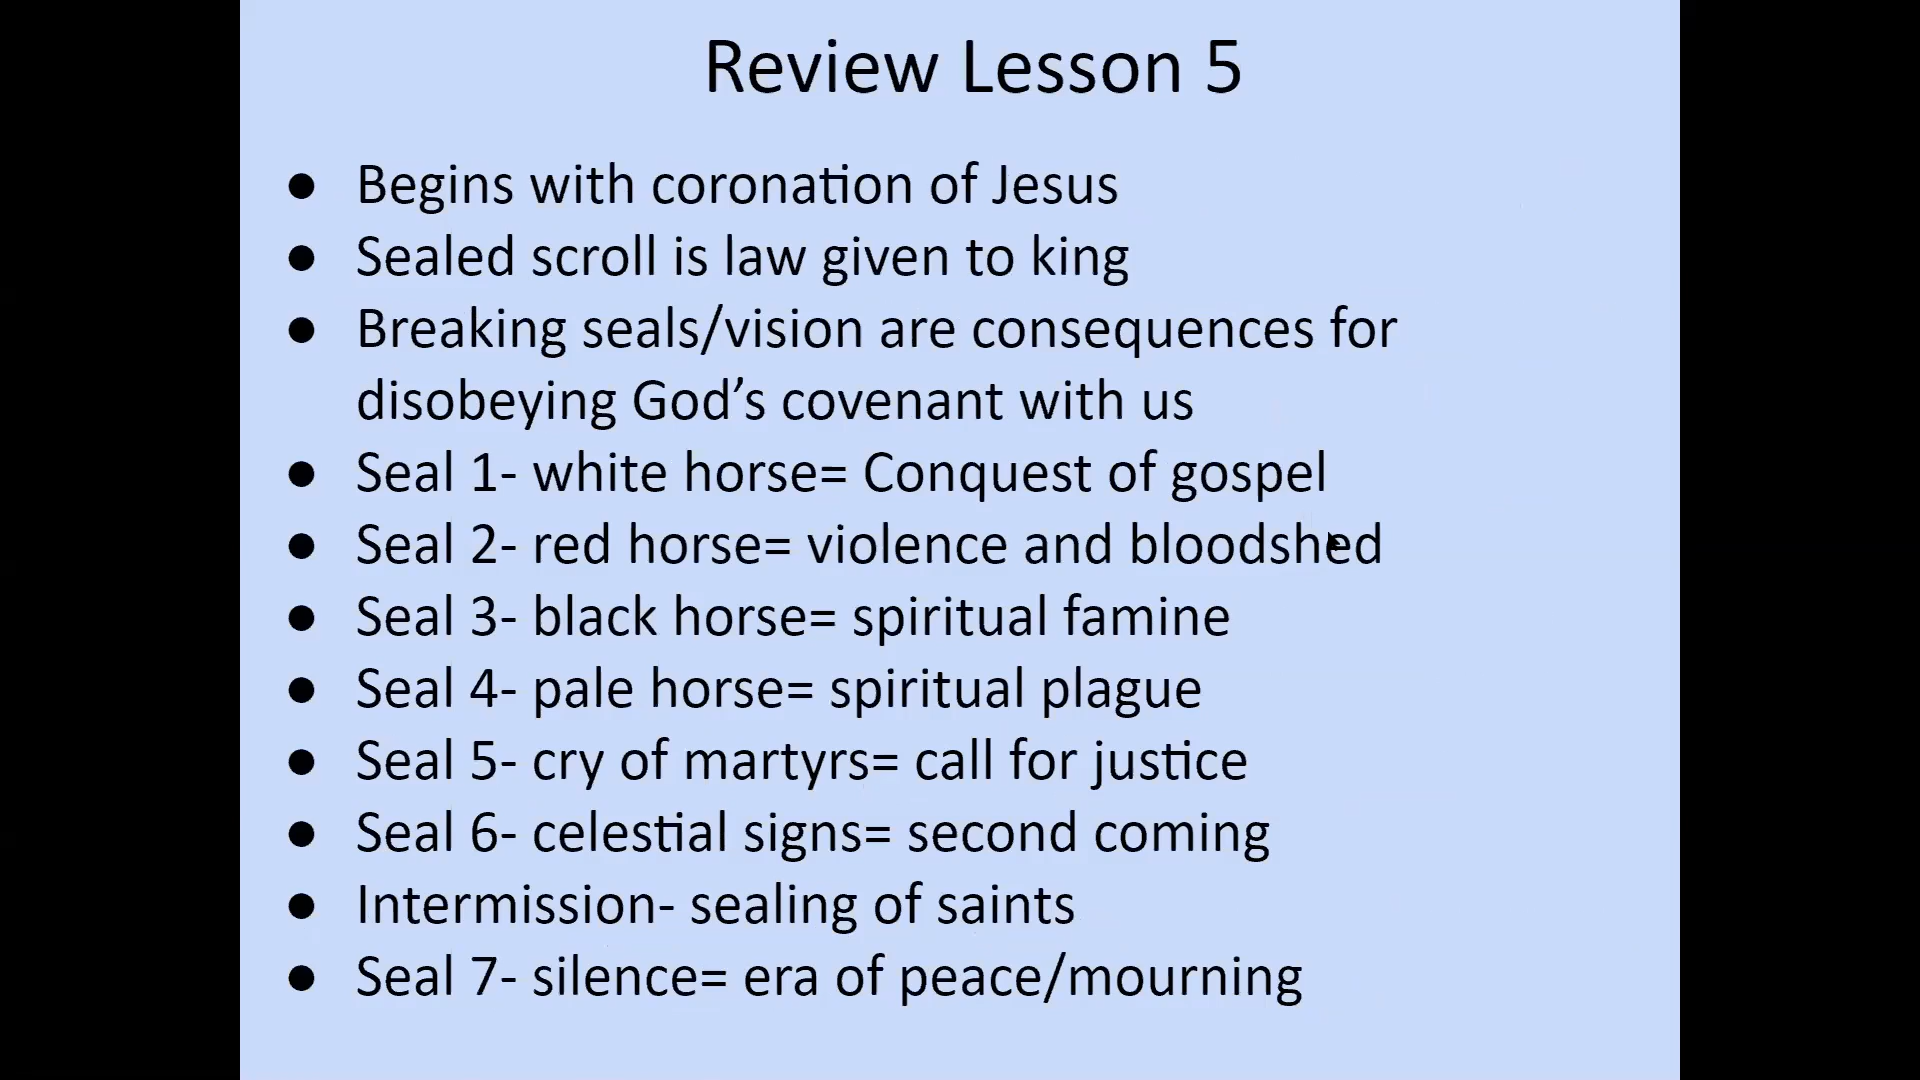 Review Lesson 5
● Begins with coronation of Jesus
● Sealed scroll is law given to king
● Breaking seals/vision are consequences for
disobeying God’s covenant with us
● Seal 1- white horse= Conquest of gospel
● Seal 2- red horse= violence and bloodshed
● Seal 3- black horse= spiritual famine
● Seal 4- pale horse= spiritual plague
● Seal 5- cry of martyrs= call for justice
● Seal 6- celestial signs= second coming
● Intermission- sealing of saints
● Seal 7- silence= era of peace/mourning